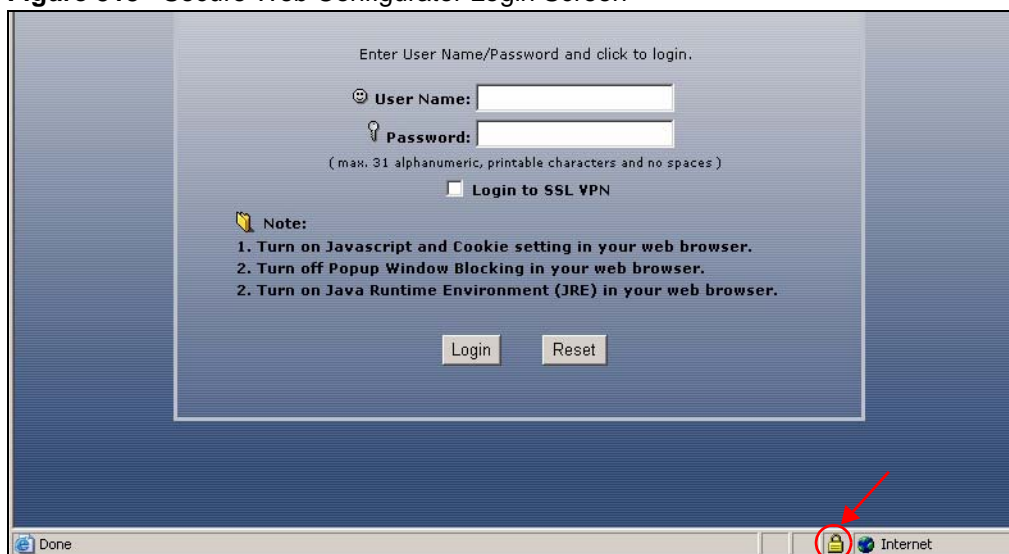 Enter User Name/Password and click to login.
User Name:
Password:
( max. 31 alphanumeric, printable characters and no spaces )
Login to SSL VPN
Note:
1. Turn on Javascript and Cookie setting in your web browser.
2. Turn off Popup Window Blocking in your web browser.
2. Turn on Java Runtime Environment (JRE) in your web browser.
Login Reset
Done Internet